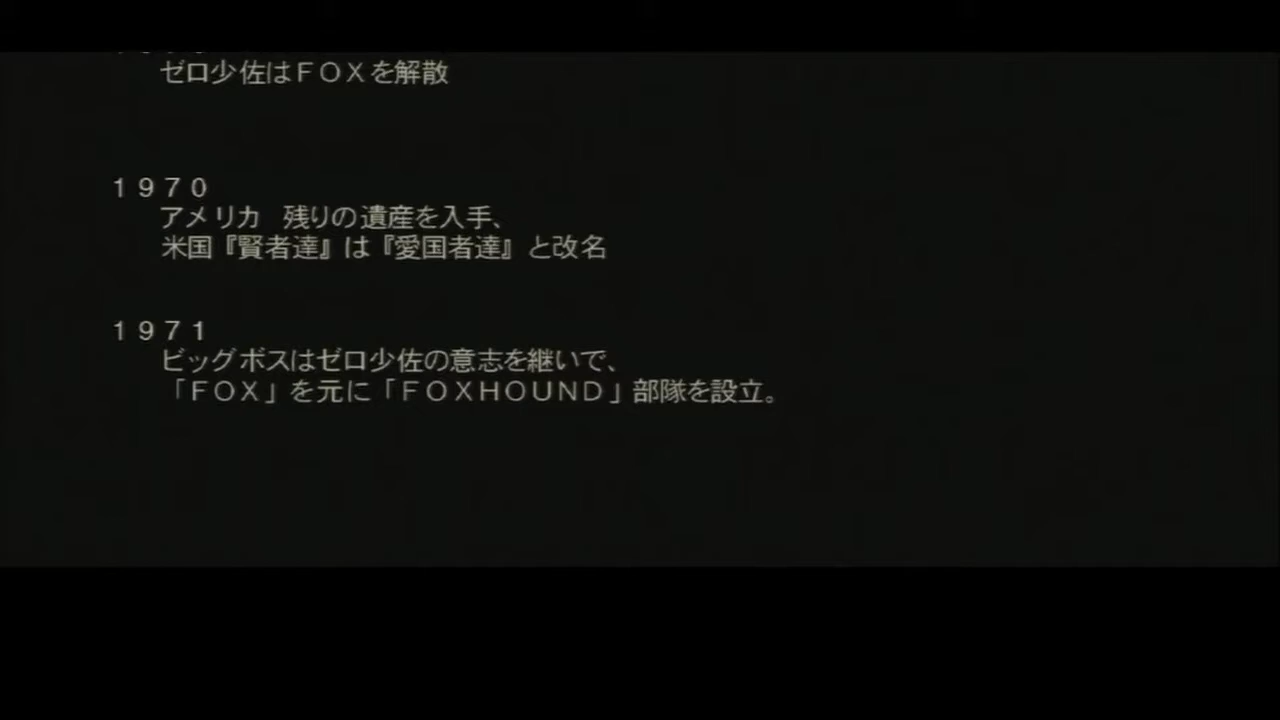 ゼロ少佐はＦＯＸを解散
１９７０
アメリカ　残りの遺産を入手、
米国『賢者達』は『愛国者達』と改名
１９７１
ビッグボスはゼロ少佐の意志を継いで、
「ＦＯＸ」を元に「ＦＯＸＨＯＵＮＤ」部隊を設立。